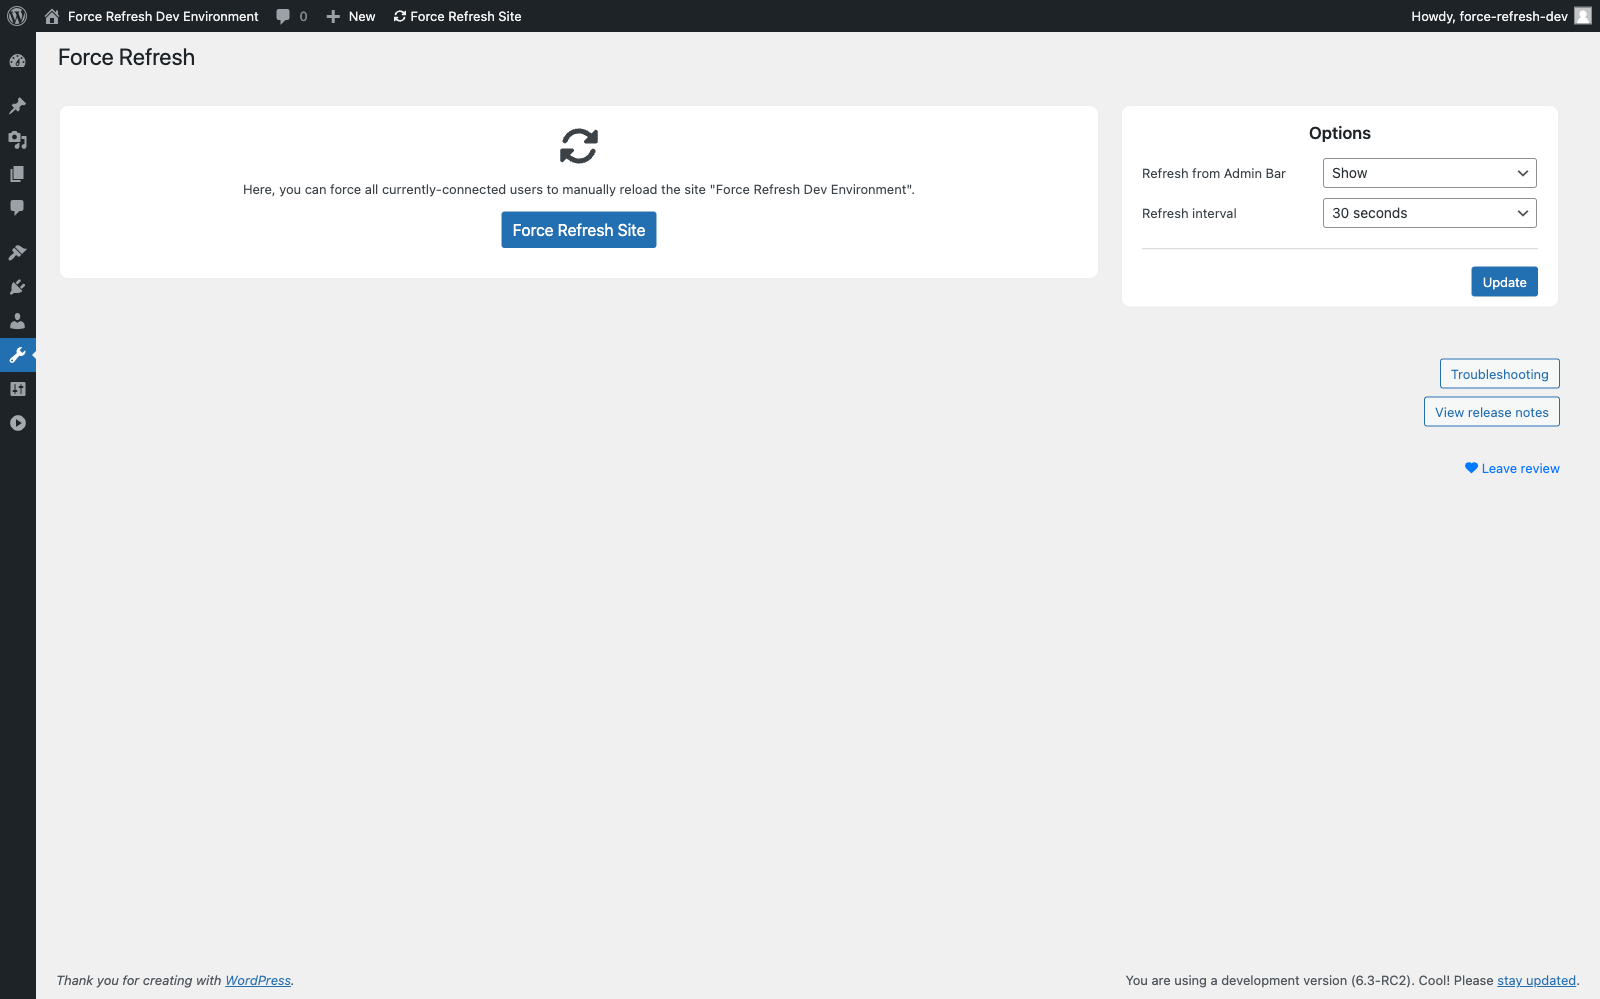 Force Refresh Dev Environment 0 New Force Refresh Site Howdy, force-refresh-dev
Force Refresh
Here, you can force all currently-connected users to manually reload the site "Force Refresh Dev Environment".
Force Refresh Site
Options
Refresh from Admin Bar Show
Refresh interval 30 seconds
Update
Troubleshooting
View release notes
Leave review
Thank you for creating with WordPress. You are using a development version (6.3-RC2). Cool! Please stay updated.